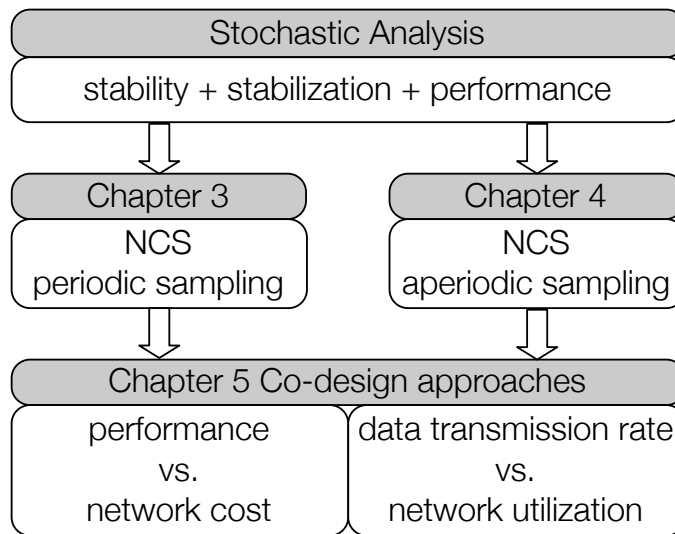 Stochastic Analysis
stability + stabilization + performance
Chapter 3
NCS
periodic sampling
Chapter 4
NCS
aperiodic sampling
Chapter 5 Co-design approaches
performance
vs.
network cost
data transmission rate
vs.
network utilization